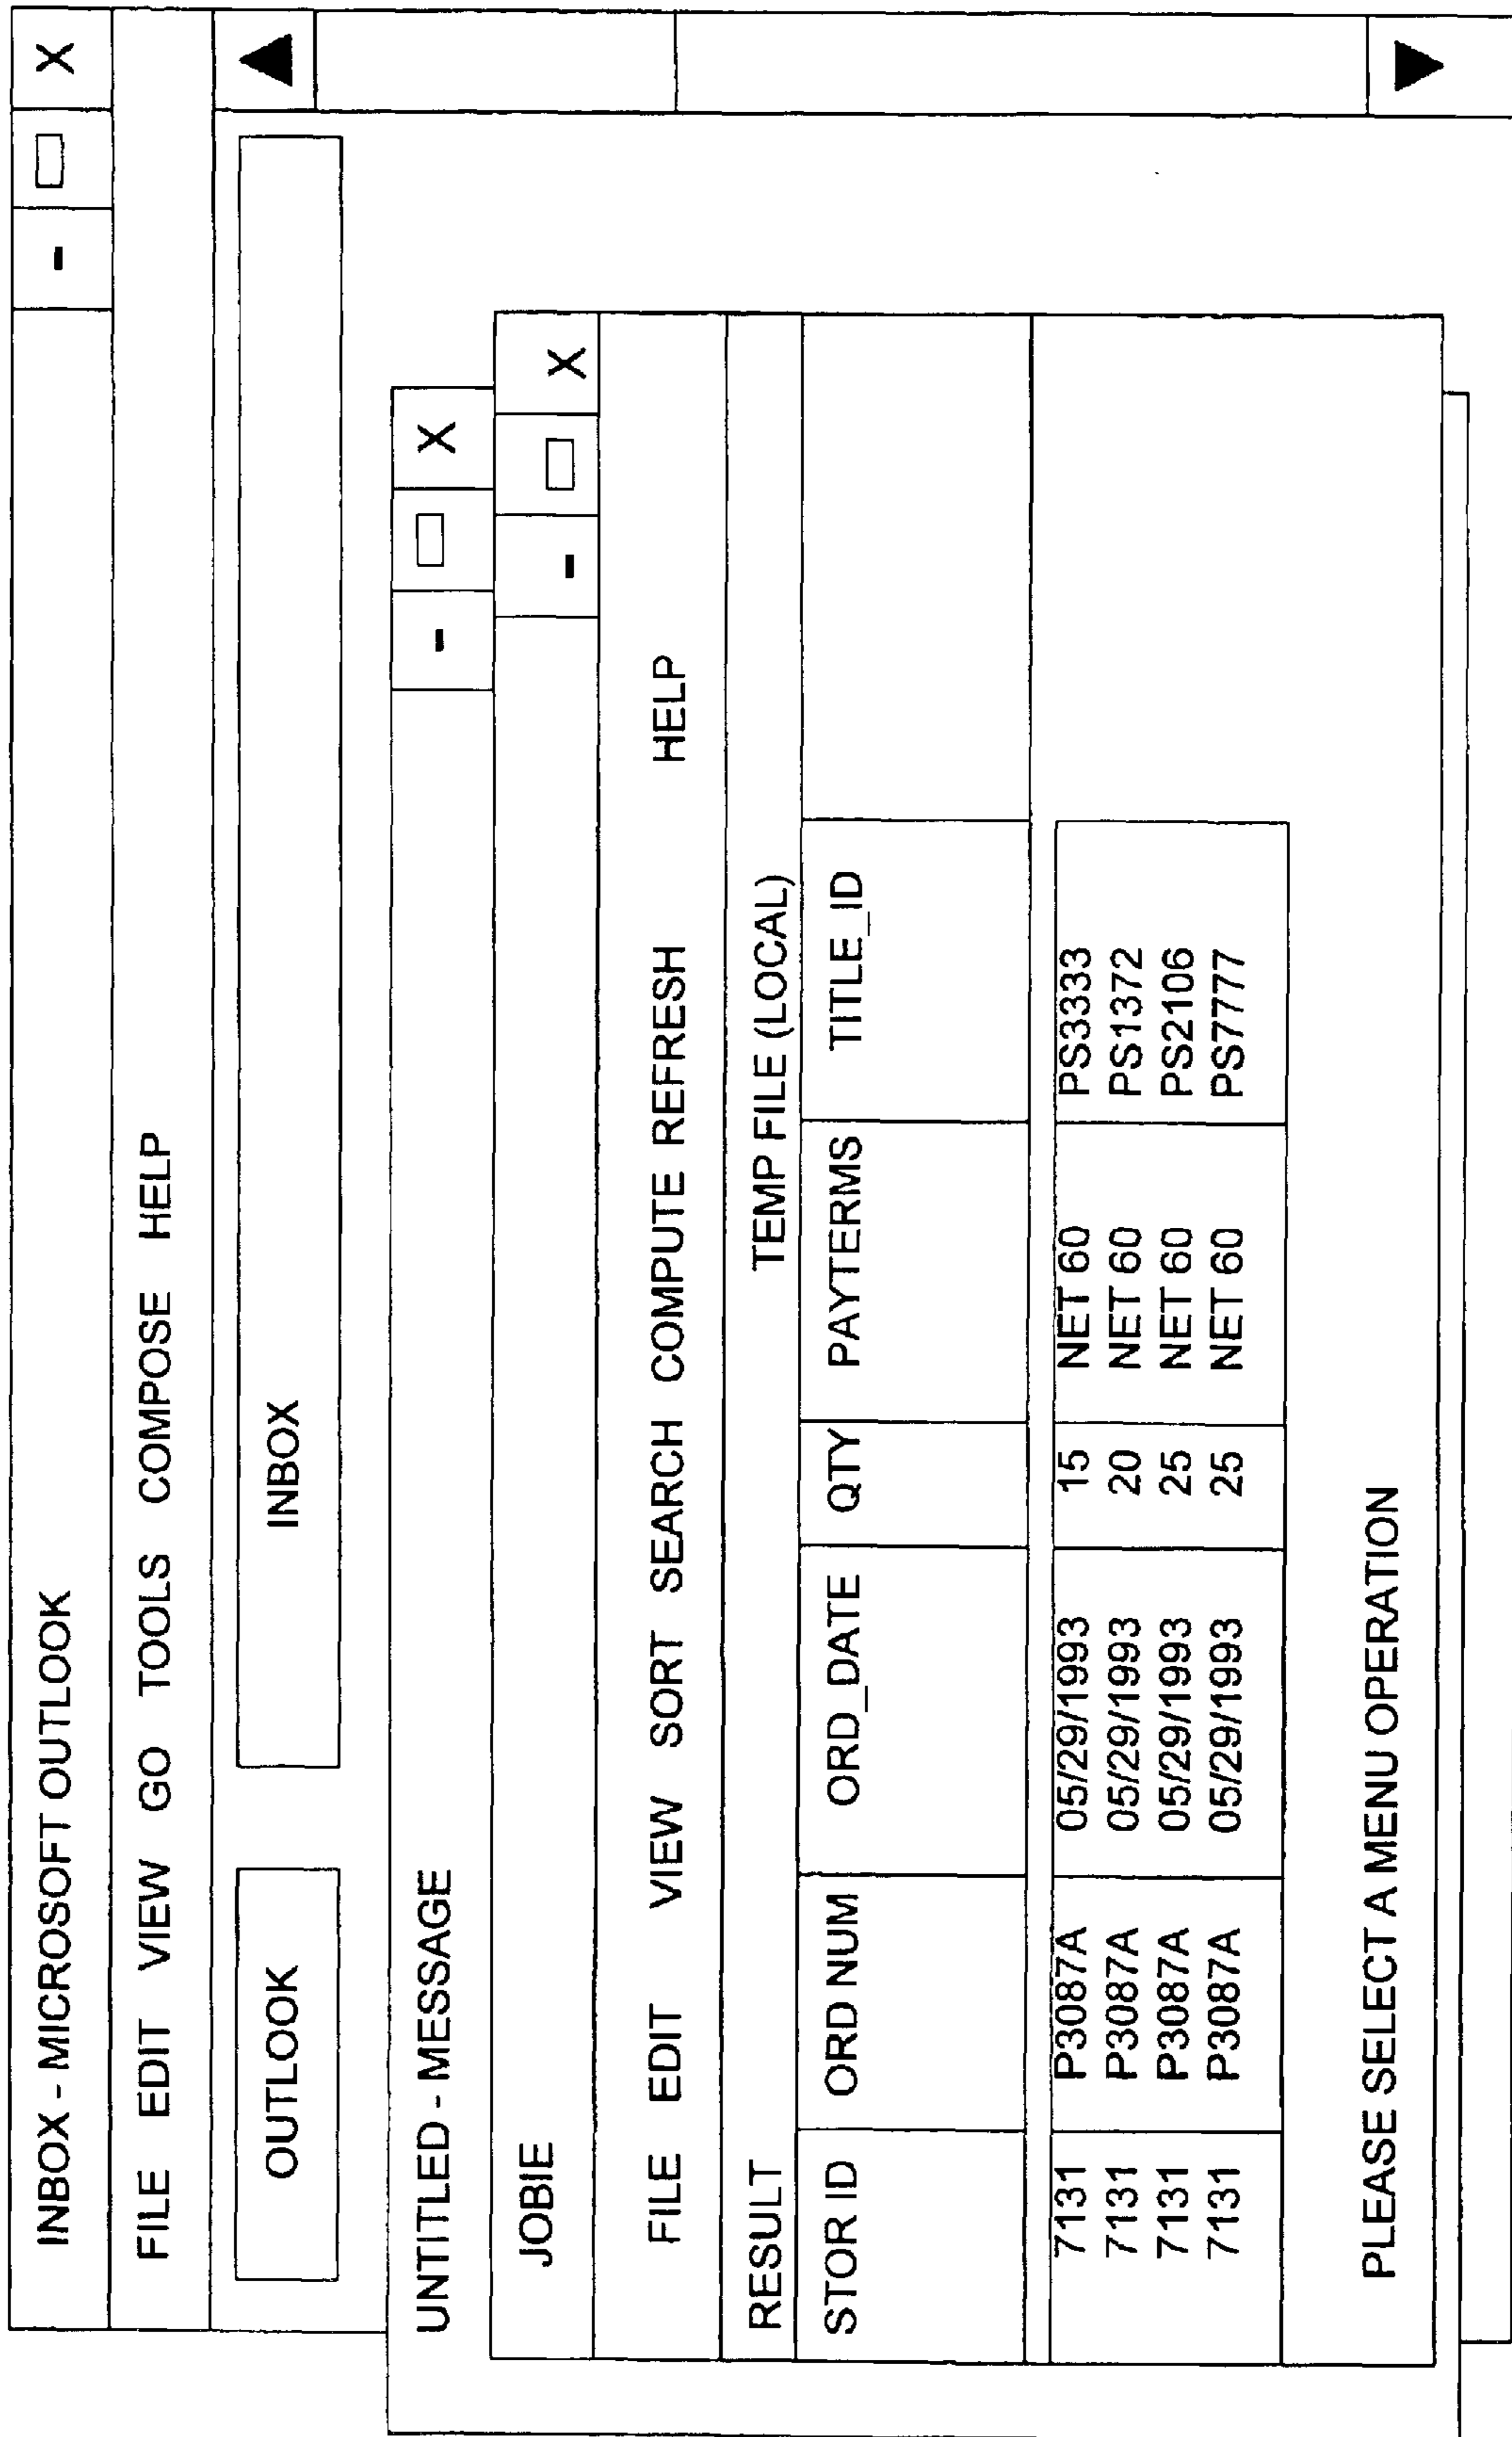 INBOX - MICROSOFT OUTLOOK - X
FILE EDIT VIEW GO TOOLS COMPOSE HELP
OUTLOOK INBOX
UNTITLED - MESSAGE - X
JOBIE - X
FILE EDIT VIEW SORT SEARCH COMPUTE REFRESH HELP
RESULT TEMP FILE (LOCAL)
STOR ID ORD NUM ORD_DATE QTY PAYTERMS TITLE_ID
7131 P3087A 05/29/1993 15 NET 60 PS3333
7131 P3087A 05/29/1993 20 NET 60 PS1372
7131 P3087A 05/29/1993 25 NET 60 PS2106
7131 P3087A 05/29/1993 25 NET 60 PS7777
PLEASE SELECT A MENU OPERATION